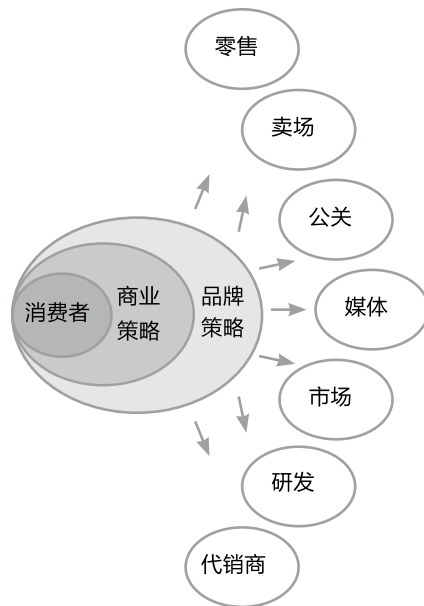 零售
卖场
公关
消费者
商业
策略
品牌
策略
媒体
市场
研发
代销商